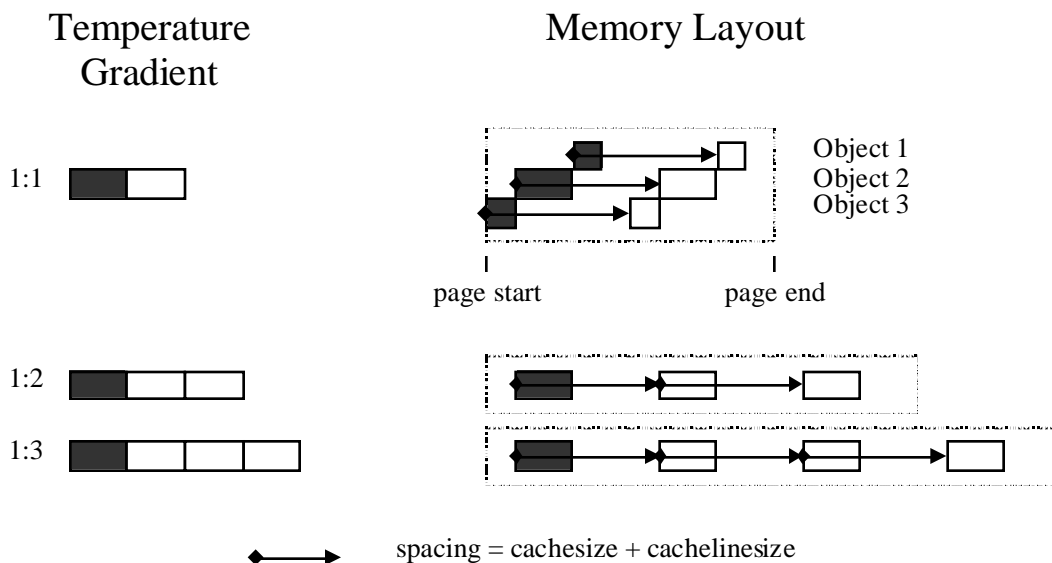 Temperature
Gradient
Memory Layout
1:1
Object 1
Object 2
Object 3
page start
page end
1:2
1:3
spacing = cachesize + cachelinesize